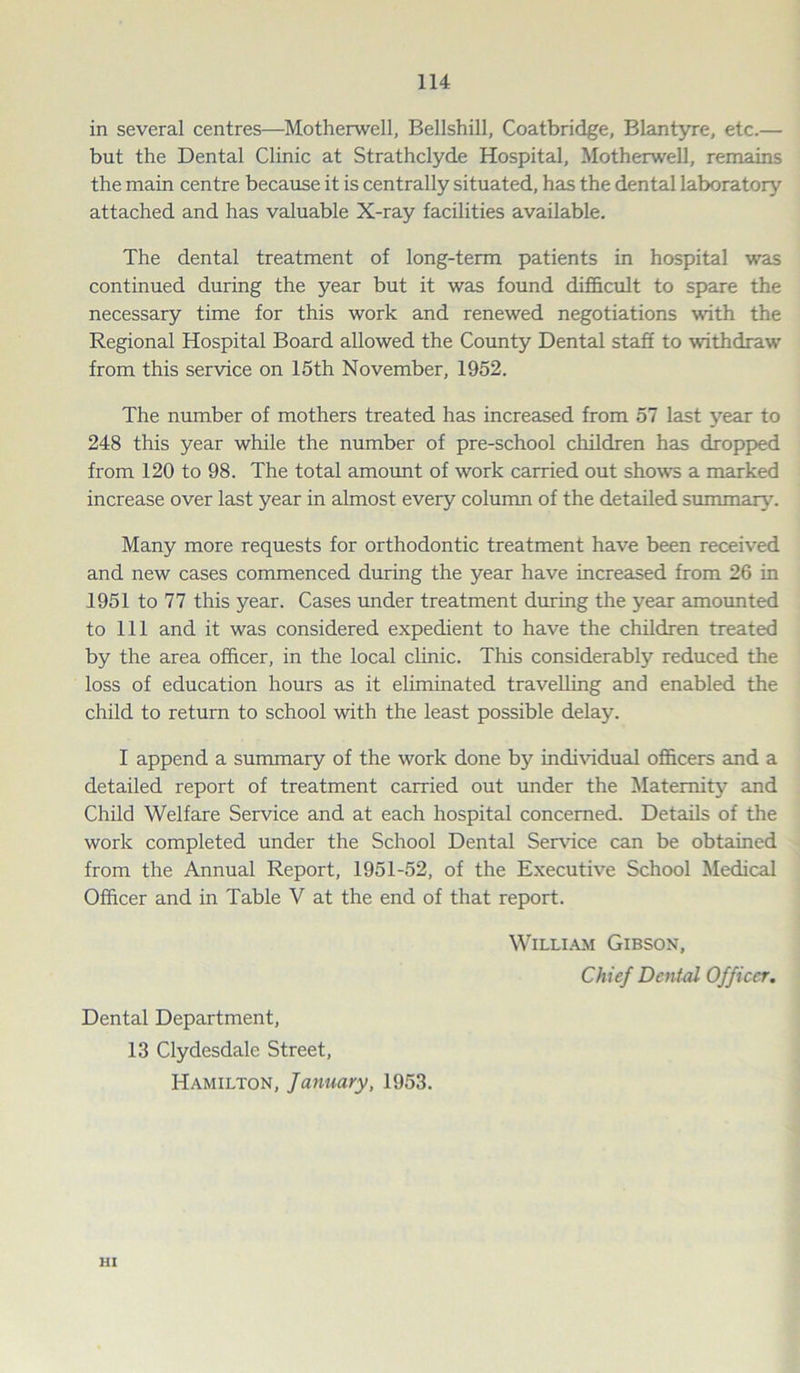 114
in several centres—Motherwell, Bellshill, Coatbridge, Blantyre, etc.—
but the Dental Clinic at Strathclyde Hospital, Motherwell, remains
the main centre because it is centrally situated, has the dental laboratory
attached and has valuable X-ray facilities available.
The dental treatment of long-term patients in hospital was
continued during the year but it was found difficult to spare the
necessary time for this work and renewed negotiations with the
Regional Hospital Board allowed the County Dental staff to withdraw
from this service on 15th November, 1952.
The number of mothers treated has increased from 57 last year to
248 this year while the number of pre-school children has dropped
from 120 to 98. The total amount of work carried out shows a marked
increase over last year in almost every column of the detailed summary.
Many more requests for orthodontic treatment have been received
and new cases commenced during the year have increased from 26 in
1951 to 77 this year. Cases under treatment during the year amounted
to 111 and it was considered expedient to have the children treated
by the area officer, in the local clinic. This considerably reduced the
loss of education hours as it eliminated travelling and enabled the
child to return to school with the least possible delay.
I append a summary of the work done by individual officers and a
detailed report of treatment carried out under the Maternity and
Child Welfare Service and at each hospital concerned. Details of the
work completed under the School Dental Service can be obtained
from the Annual Report, 1951-52, of the Executive School Medical
Officer and in Table V at the end of that report.
William Gibson,
Chief Dental Officer.
Dental Department,
13 Clydesdale Street,
Hamilton, January, 1953.
HI